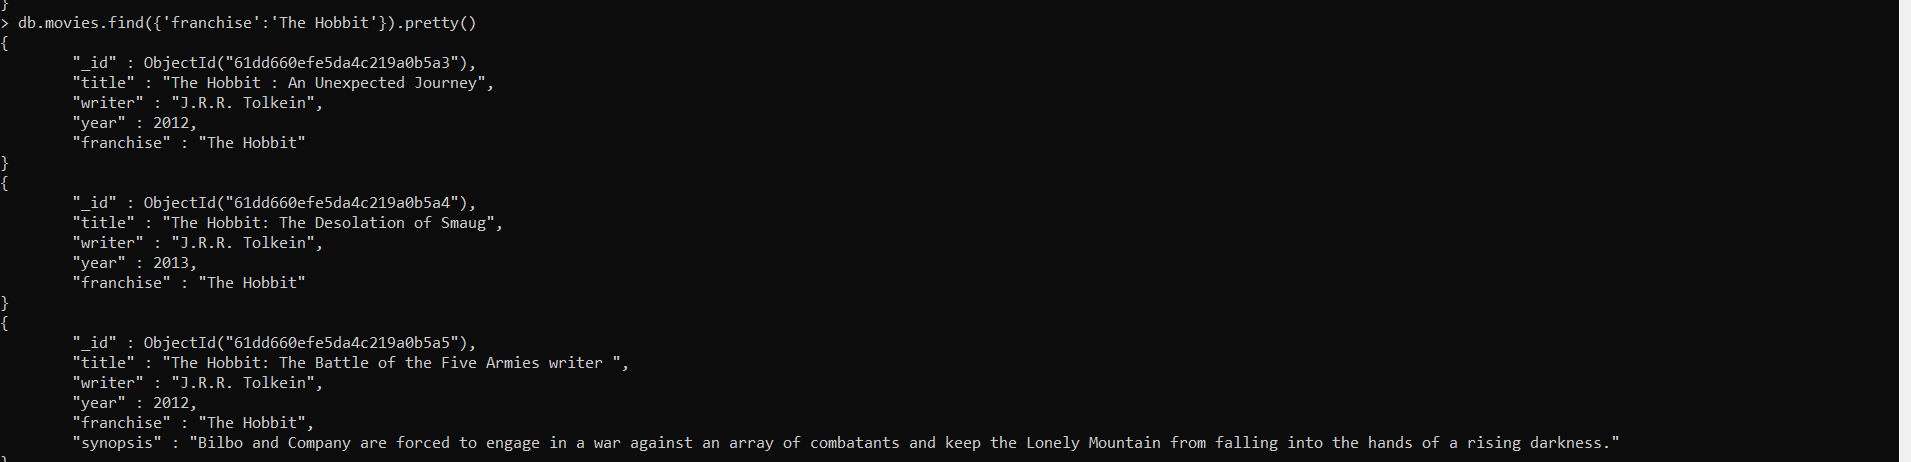 }
> db.movies.find({'franchise':'The Hobbit'}).pretty()
{
        "_id" : ObjectId("61dd660efe5da4c219a0b5a3"),
        "title" : "The Hobbit : An Unexpected Journey",
        "writer" : "J.R.R. Tolkein",
        "year" : 2012,
        "franchise" : "The Hobbit"
}
{
        "_id" : ObjectId("61dd660efe5da4c219a0b5a4"),
        "title" : "The Hobbit: The Desolation of Smaug",
        "writer" : "J.R.R. Tolkein",
        "year" : 2013,
        "franchise" : "The Hobbit"
}
{
        "_id" : ObjectId("61dd660efe5da4c219a0b5a5"),
        "title" : "The Hobbit: The Battle of the Five Armies writer ",
        "writer" : "J.R.R. Tolkein",
        "year" : 2012,
        "franchise" : "The Hobbit",
        "synopsis" : "Bilbo and Company are forced to engage in a war against an array of combatants and keep the Lonely Mountain from falling into the hands of a rising darkness."
}